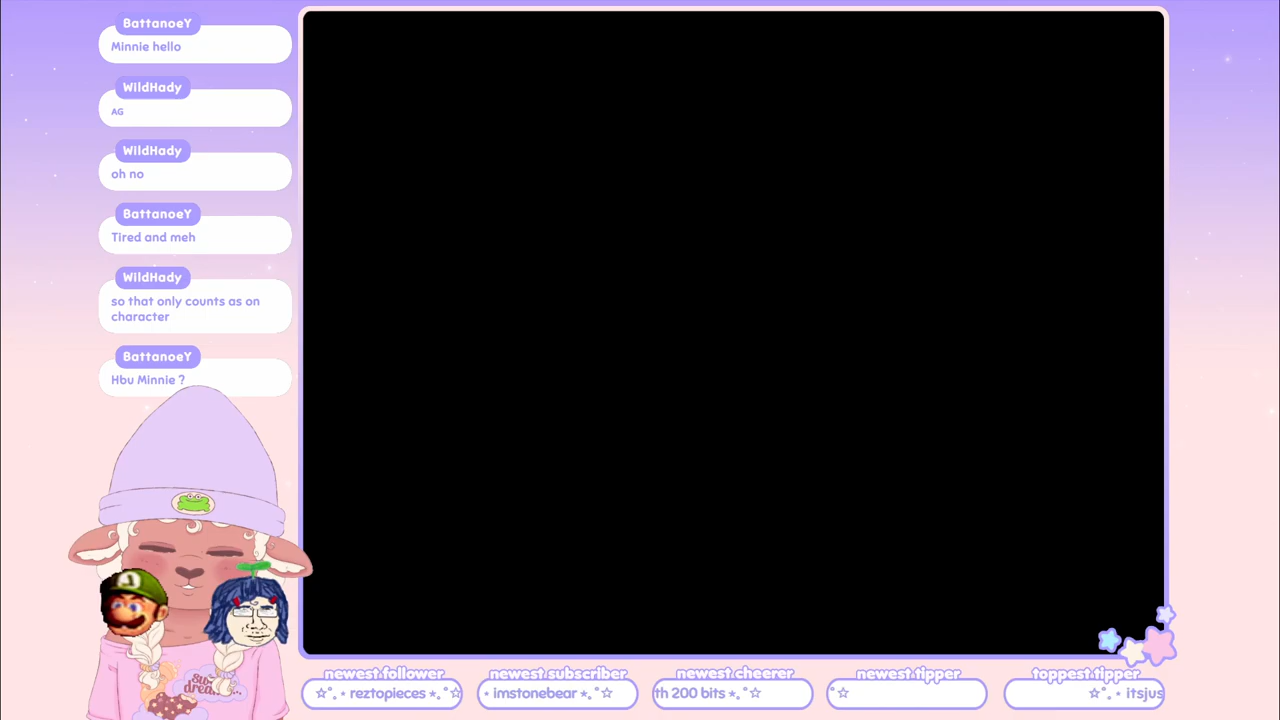 BattanoeY
Minnie hello
WildHady
AG
WildHady
oh no
BattanoeY
Tired and meh
WildHady
so that only counts as on
character
BattanoeY
Hbu Minnie ?
newest follower
newest subscriber
newest cheerer
newest tipper
toppest tipper
☆˚｡⋆ reztopieces ⋆｡˚☆
⋆ imstonebear ⋆｡˚☆
th 200 bits ⋆｡˚☆
˚☆
☆˚｡⋆ itsjus